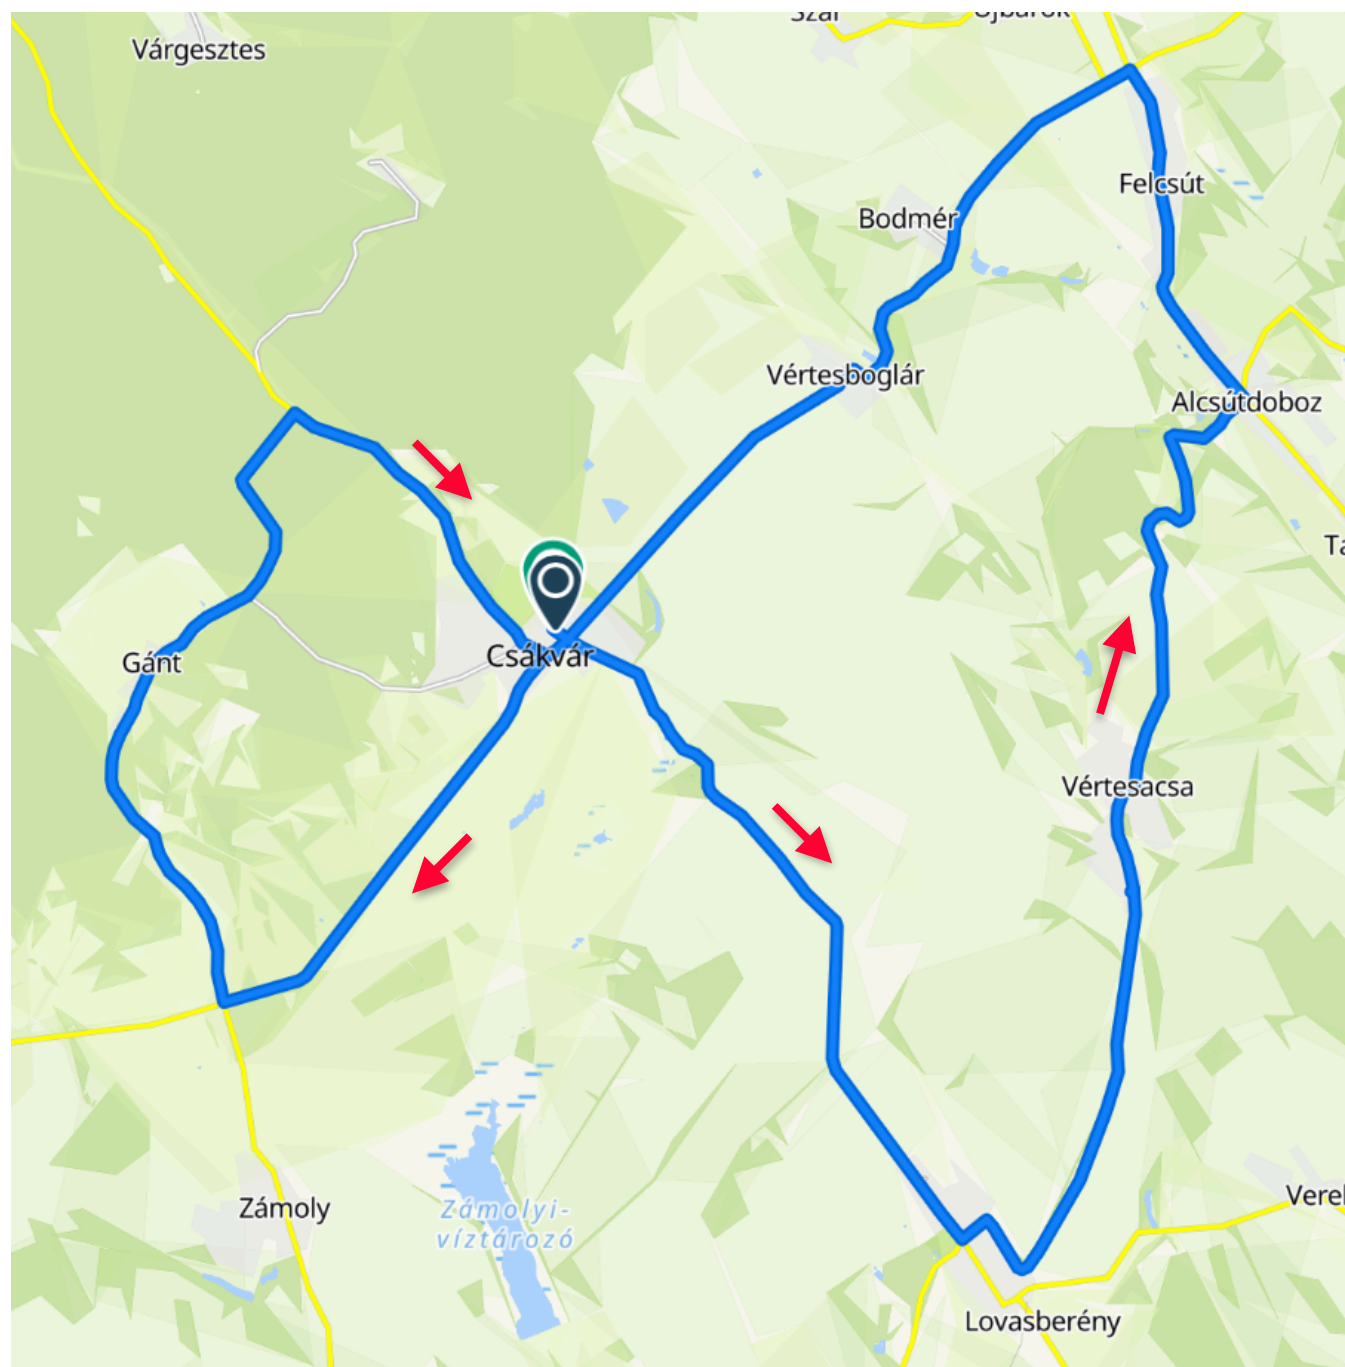 Várgesztes
Felcsút
Bodmér
Vértesboglár
Alcsútdoboz
Csákvár
Gánt
Vértesacsa
Zámoly
Zámolyi-
víztározó
Lovasberény